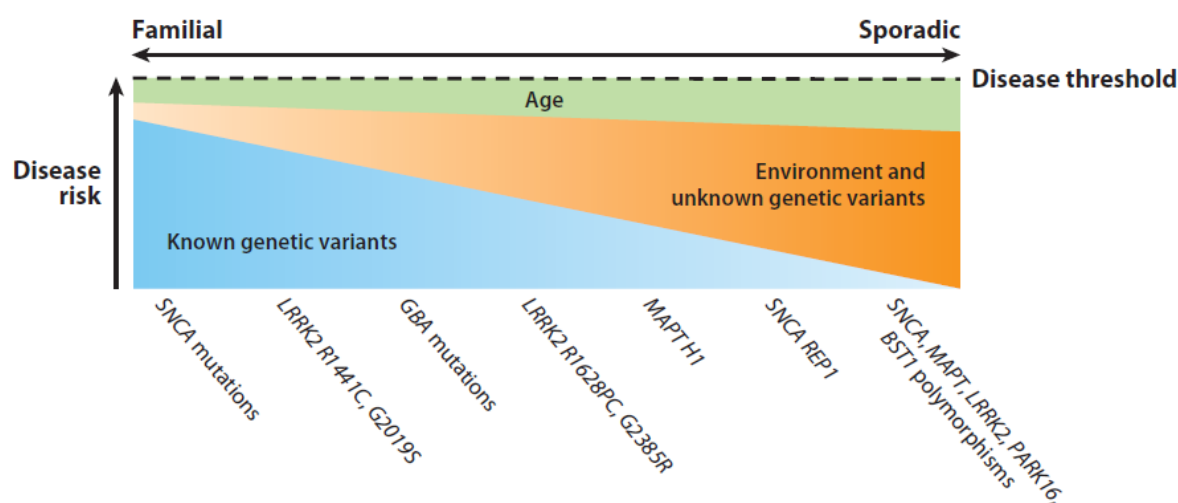 Familial
Sporadic
Disease threshold
Age
Disease
risk
Environment and
unknown genetic variants
Known genetic variants
SNCA mutations
LRRK2 R1441C, G2019S
GBA mutations
LRRK2 R1628PC, G2385R
MAPT H1
SNCA REP1
SNCA, MAPT, LRRK2, PARK16,
BST1 polymorphisms